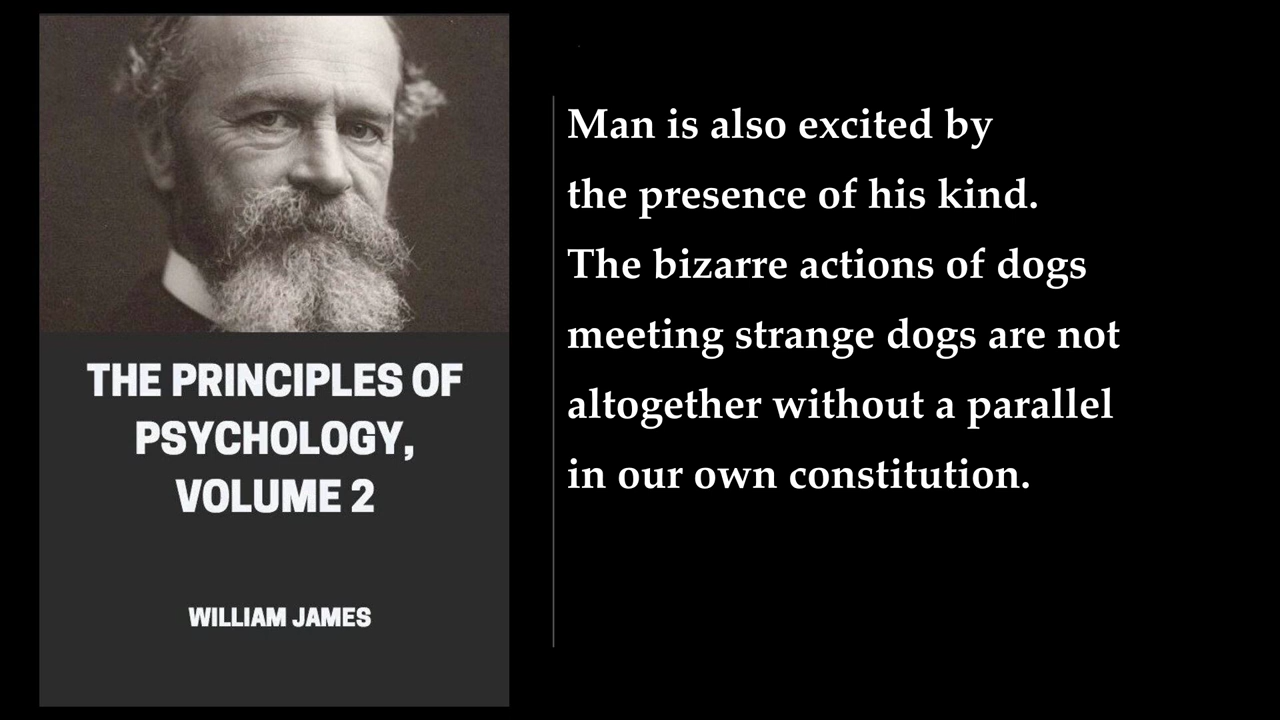 THE PRINCIPLES OF
PSYCHOLOGY,
VOLUME 2
WILLIAM JAMES
Man is also excited by
the presence of his kind.
The bizarre actions of dogs
meeting strange dogs are not
altogether without a parallel
in our own constitution.